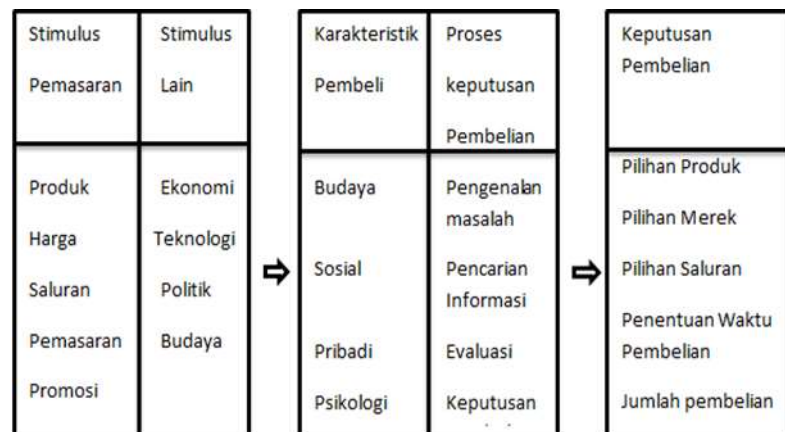 Stimulus
Pemasaran
Stimulus
Lain
Produk
Harga
Saluran
Pemasaran
Promosi
Ekonomi
Teknologi
Politik
Budaya
Karakteristik
Pembeli
Proses
keputusan
Pembelian
Budaya
Sosial
Pribadi
Psikologi
Pengenalan
masalah
Pencarian
Informasi
Evaluasi
Keputusan
Keputusan
Pembelian
Pilihan Produk
Pilihan Merek
Pilihan Saluran
Penentuan Waktu
Pembelian
Jumlah pembelian